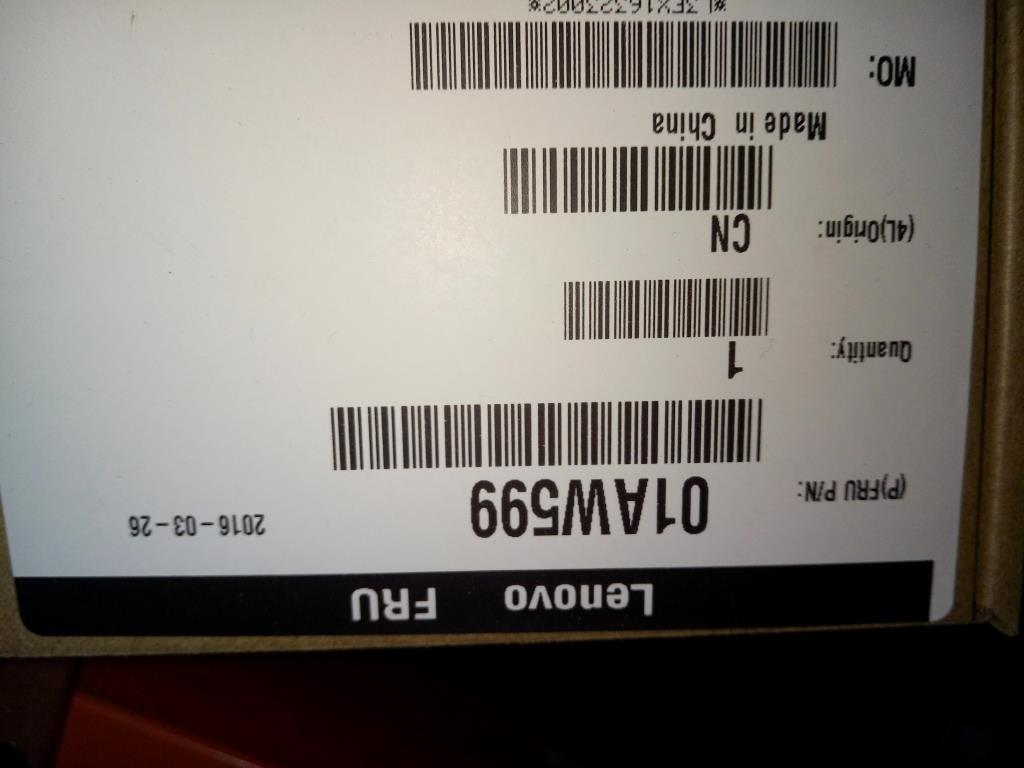 Lenovo FRU
(P)FRU P/N: 01AW599 2016-03-26
Quantity: 1
(4L)Origin: CN
Made in China
MO: